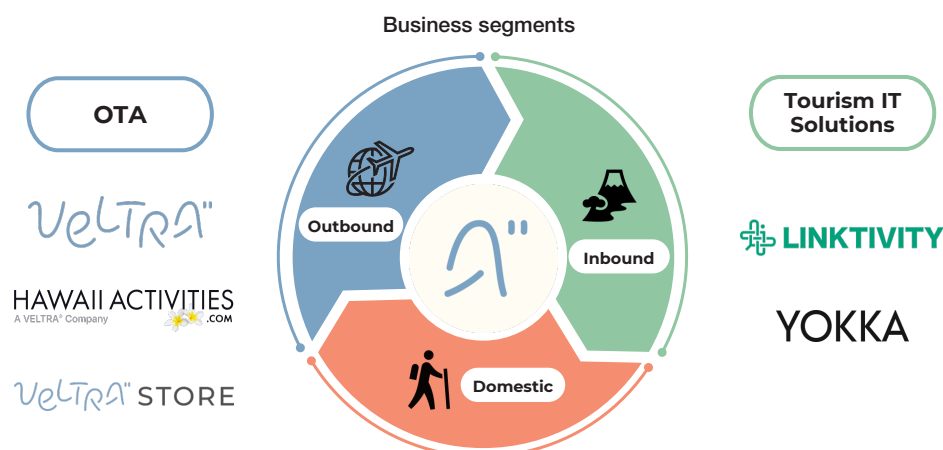 Business segments
OTA
VELTRA
HAWAII ACTIVITIES
A VELTRA® Company
.COM
VELTRA STORE
Outbound
Inbound
Domestic
Tourism IT
Solutions
LINKTIVITY
YOKKA